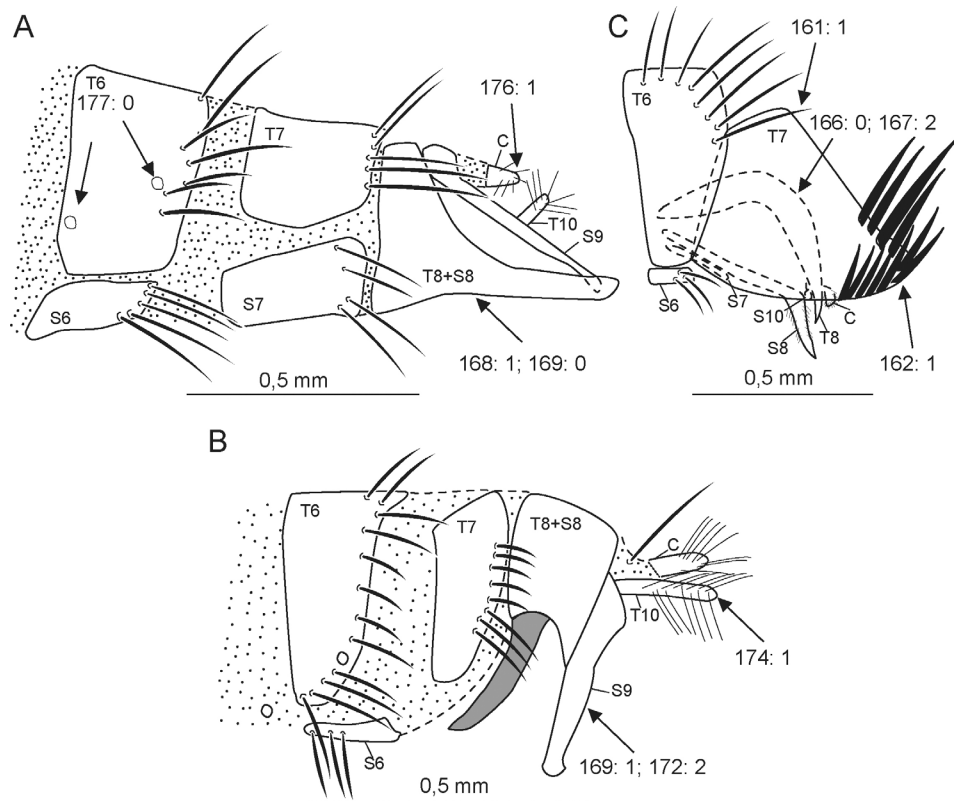 A
T6
177: 0
T7
176: 1
C
T10
S9
T8+S8
S7
S6
168: 1; 169: 0
0,5 mm
C
161: 1
T6
T7
166: 0; 167: 2
S6
S7
S10
S8
T8
C
162: 1
0,5 mm
B
T6
T7
T8+S8
C
T10
174: 1
S9
S6
169: 1; 172: 2
0,5 mm